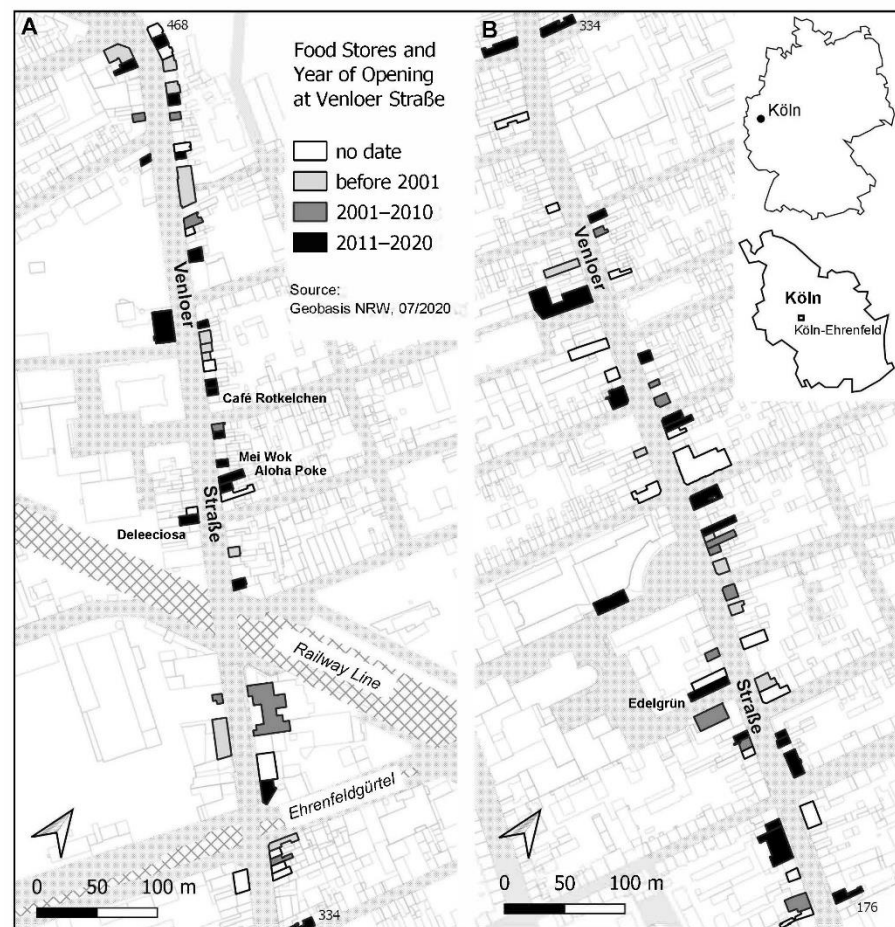 A
468
Food Stores and
Year of Opening
at Venloer Straße
no date
before 2001
2001–2010
2011–2020
Source:
Geobasis NRW, 07/2020
Venloer
Café Rotkelchen
Mei Wok
Aloha Poke
Straße
Deleeciosa
Railway Line
Ehrenfeldgürtel
0 50 100 m
334
B
334
Köln
Köln
Köln-Ehrenfeld
Venloer
Edelgrün
Straße
0 50 100 m
176